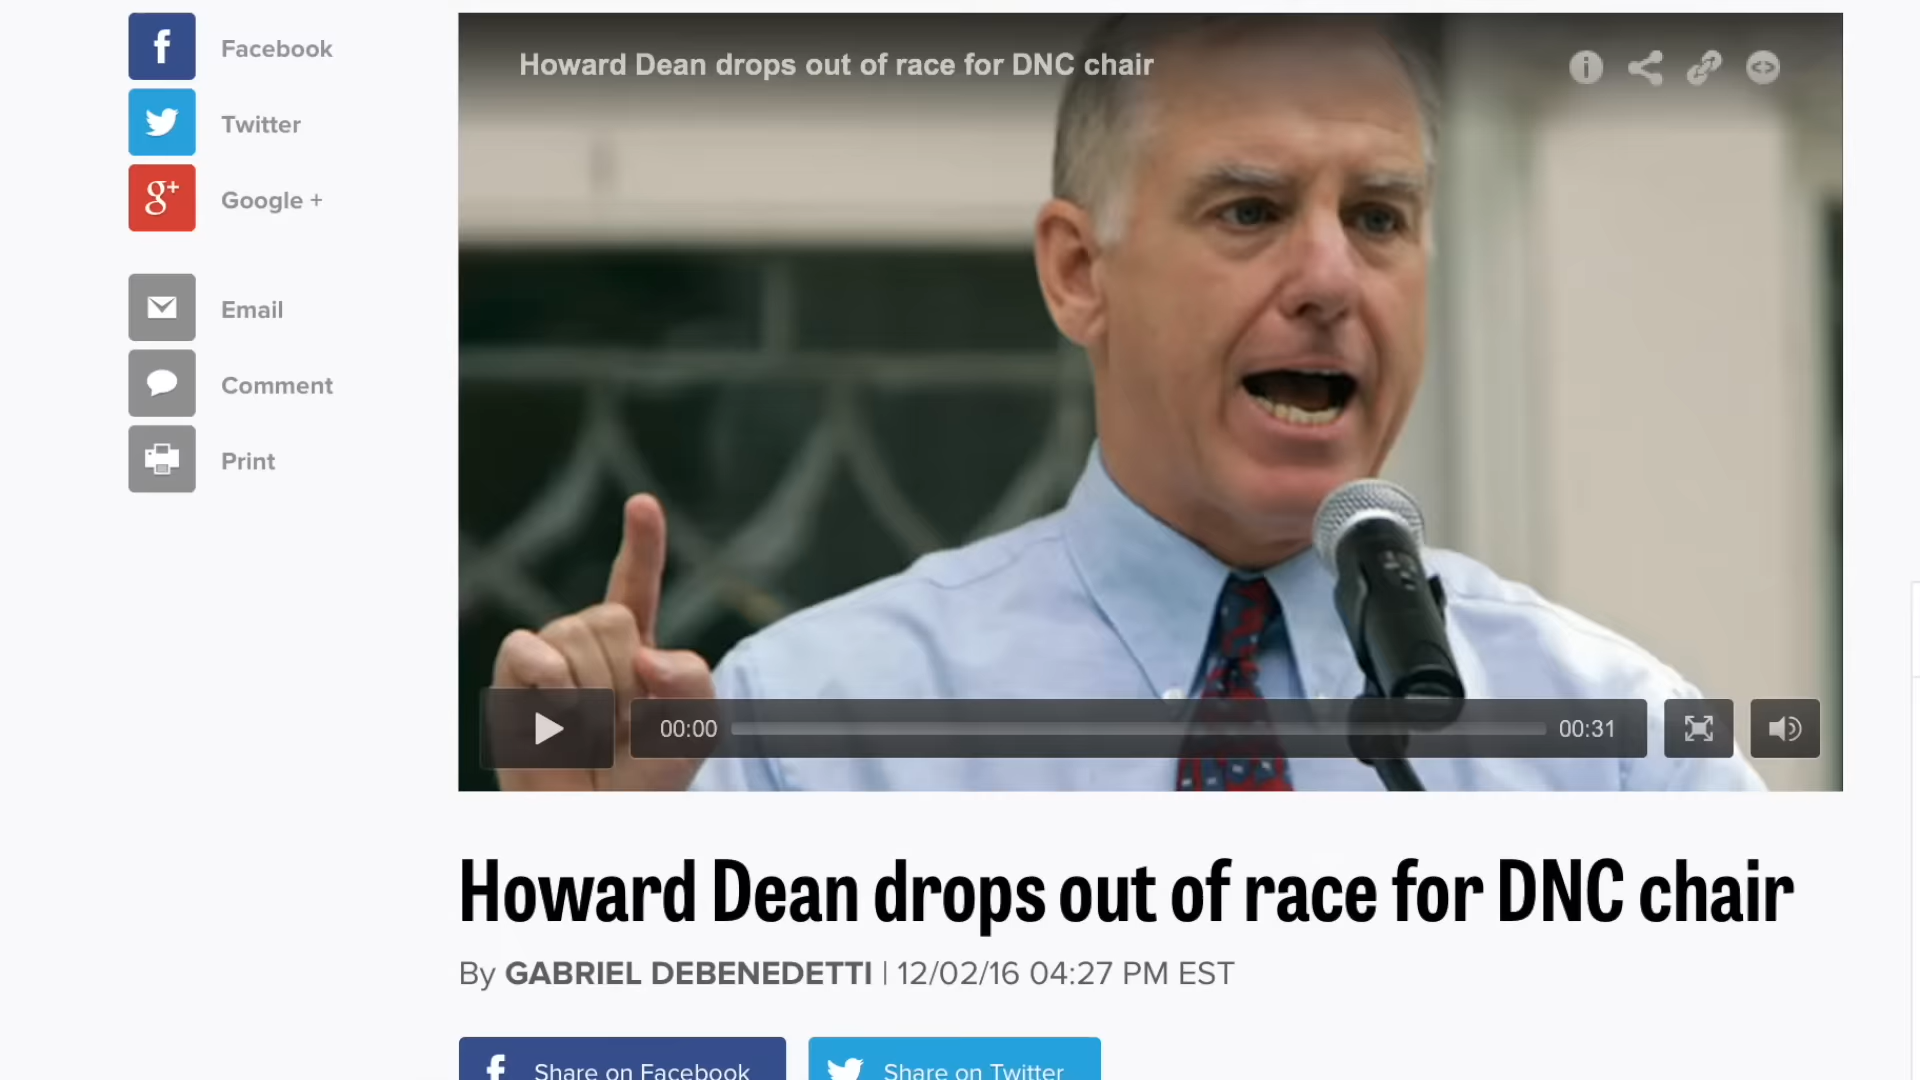 Facebook
Twitter
Google +
Email
Comment
Print
Howard Dean drops out of race for DNC chair
00:00
00:31
Howard Dean drops out of race for DNC chair
By GABRIEL DEBENEDETTI | 12/02/16 04:27 PM EST
Share on Facebook
Share on Twitter